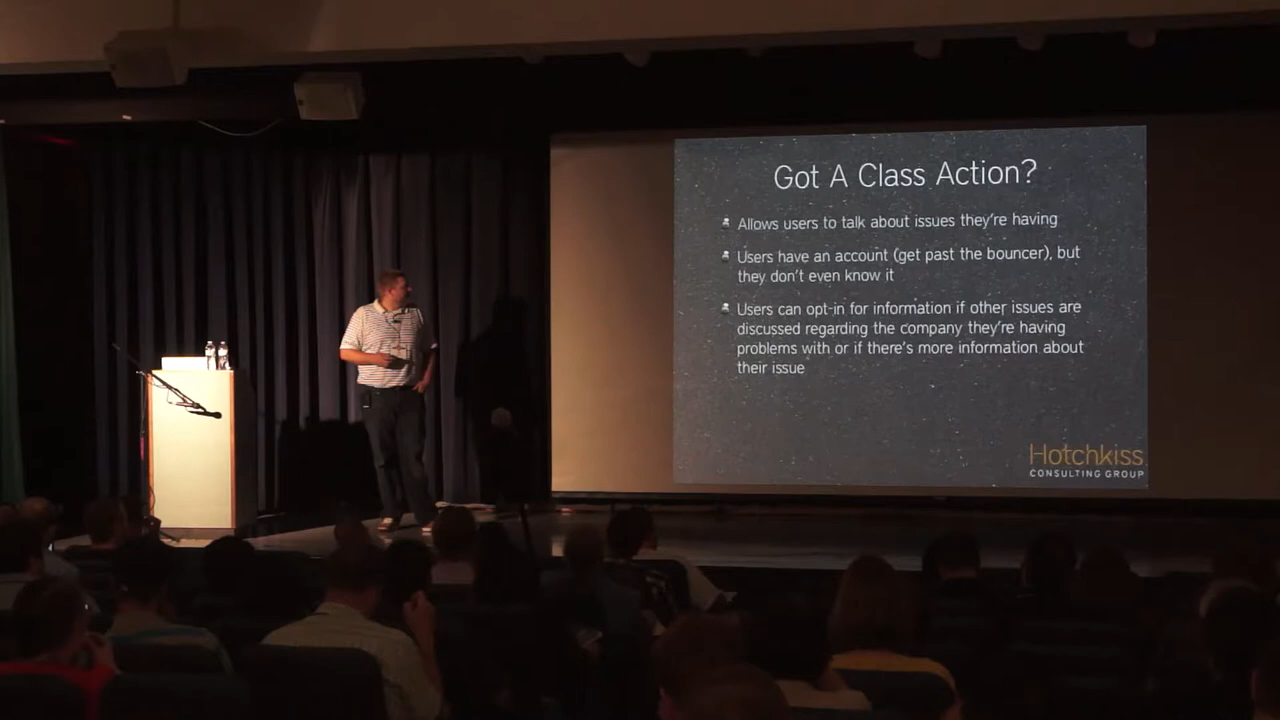 Got A Class Action?
Allows users to talk about issues they're having
Users have an account (get past the bouncer), but
they don't even know it
Users can opt-in for information if other issues are
discussed regarding the company they're having
problems with or if there's more information about
their issue
Hotchkiss
CONSULTING GROUP